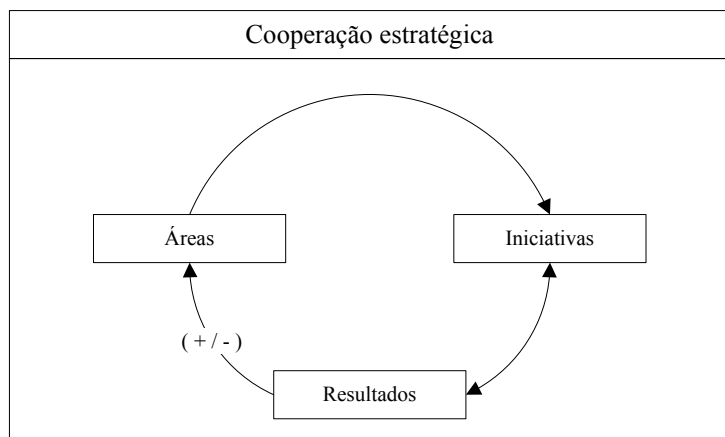 Cooperação estratégica
Áreas
Iniciativas
( + / - )
Resultados